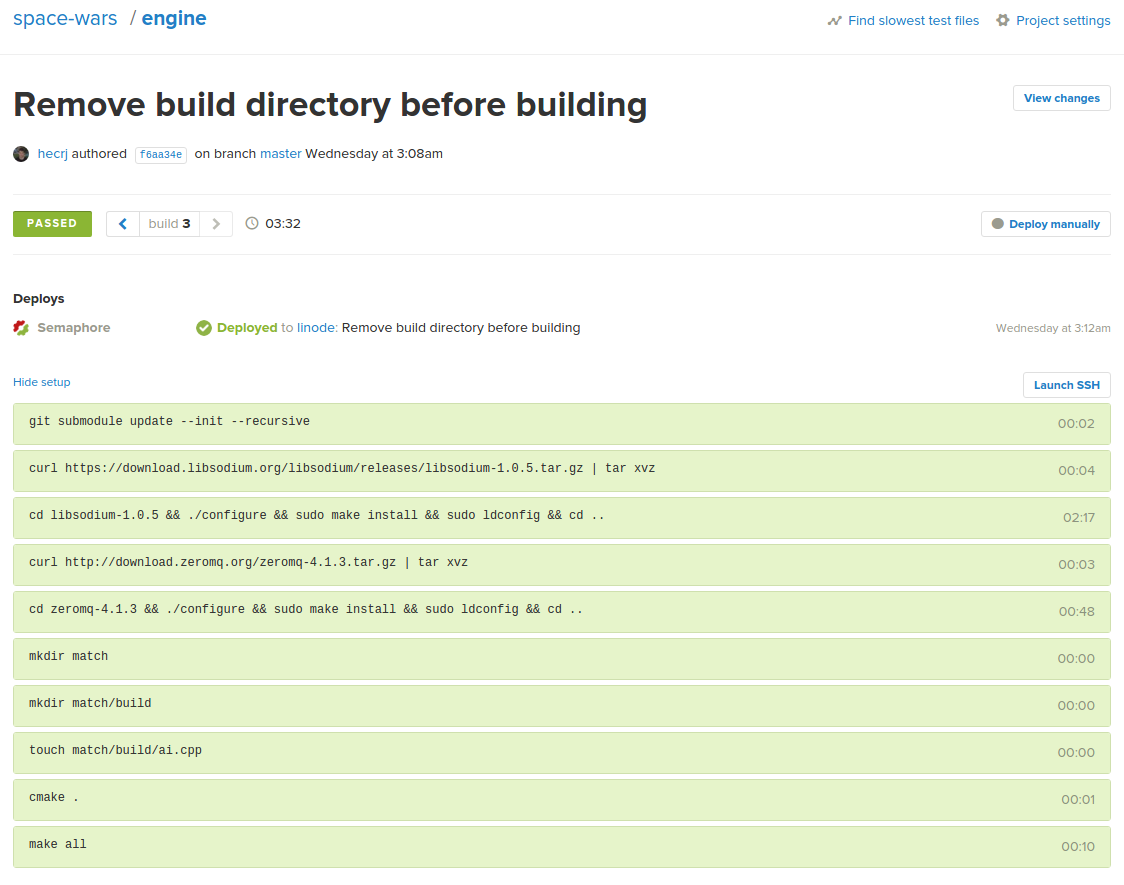 space-wars / engine
Find slowest test files
Project settings
Remove build directory before building
View changes
hecrj authored f6aa34e on branch master Wednesday at 3:08am
PASSED
build 3
03:32
Deploy manually
Deploys
Semaphore
Deployed to linode: Remove build directory before building
Wednesday at 3:12am
Hide setup
Launch SSH
git submodule update --init --recursive 00:02
curl https://download.libsodium.org/libsodium/releases/libsodium-1.0.5.tar.gz | tar xvz 00:04
cd libsodium-1.0.5 && ./configure && sudo make install && sudo ldconfig && cd .. 02:17
curl http://download.zeromq.org/zeromq-4.1.3.tar.gz | tar xvz 00:03
cd zeromq-4.1.3 && ./configure && sudo make install && sudo ldconfig && cd .. 00:48
mkdir match 00:00
mkdir match/build 00:00
touch match/build/ai.cpp 00:00
cmake . 00:01
make all 00:10